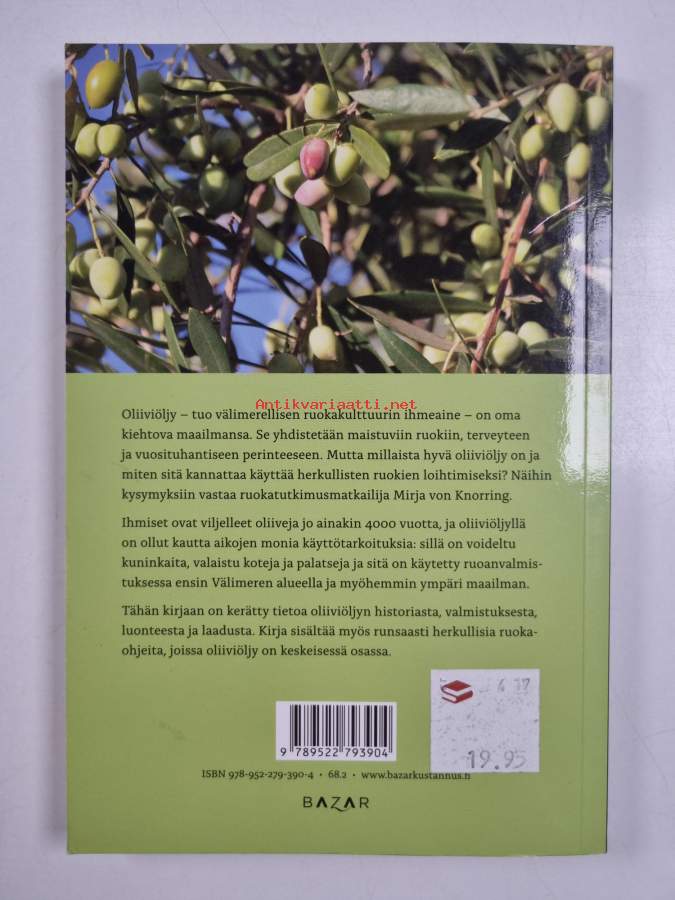 Antikvariaatti.net
Oliiviöljy – tuo välimerellisen ruokakulttuurin ihmeaine – on oma
kiehtova maailmansa. Se yhdistetään maistuviin ruokiin, terveyteen
ja vuosituhantiseen perinteeseen. Mutta millaista hyvä oliiviöljy on ja
miten sitä kannattaa käyttää herkullisten ruokien loihtimiseksi? Näihin
kysymyksiin vastaa ruokatutkimusmatkailija Mirja von Knorring.
Ihmiset ovat viljelleet oliiveja jo ainakin 4000 vuotta, ja oliiviöljyllä
on ollut kautta aikojen monia käyttötarkoituksia: sillä on voideltu
kuninkaita, valaistu koteja ja palatseja ja sitä on käytetty ruoanvalmis-
tuksessa ensin Välimeren alueella ja myöhemmin ympäri maailman.
Tähän kirjaan on kerätty tietoa oliiviöljyn historiasta, valmistuksesta,
luonteesta ja laadusta. Kirja sisältää myös runsaasti herkullisia ruoka-
ohjeita, joissa oliiviöljy on keskeisessä osassa.
19.95
9 789522 793904
ISBN 978-952-279-390-4 • 68.2 • www.bazarkustannus.fi
BAZAR